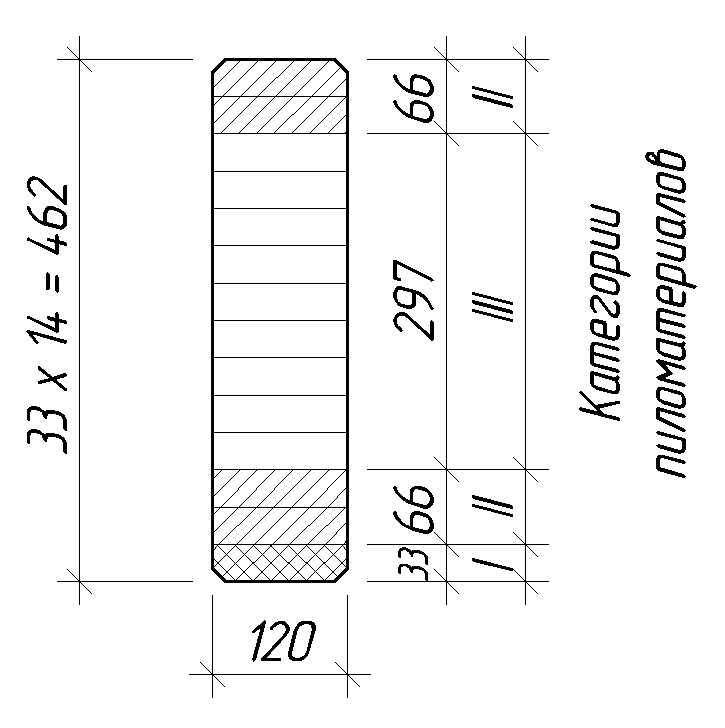 33 х 14 = 462
66
II
297
III
66
II
33
I
120
Категории
пиломатериалов